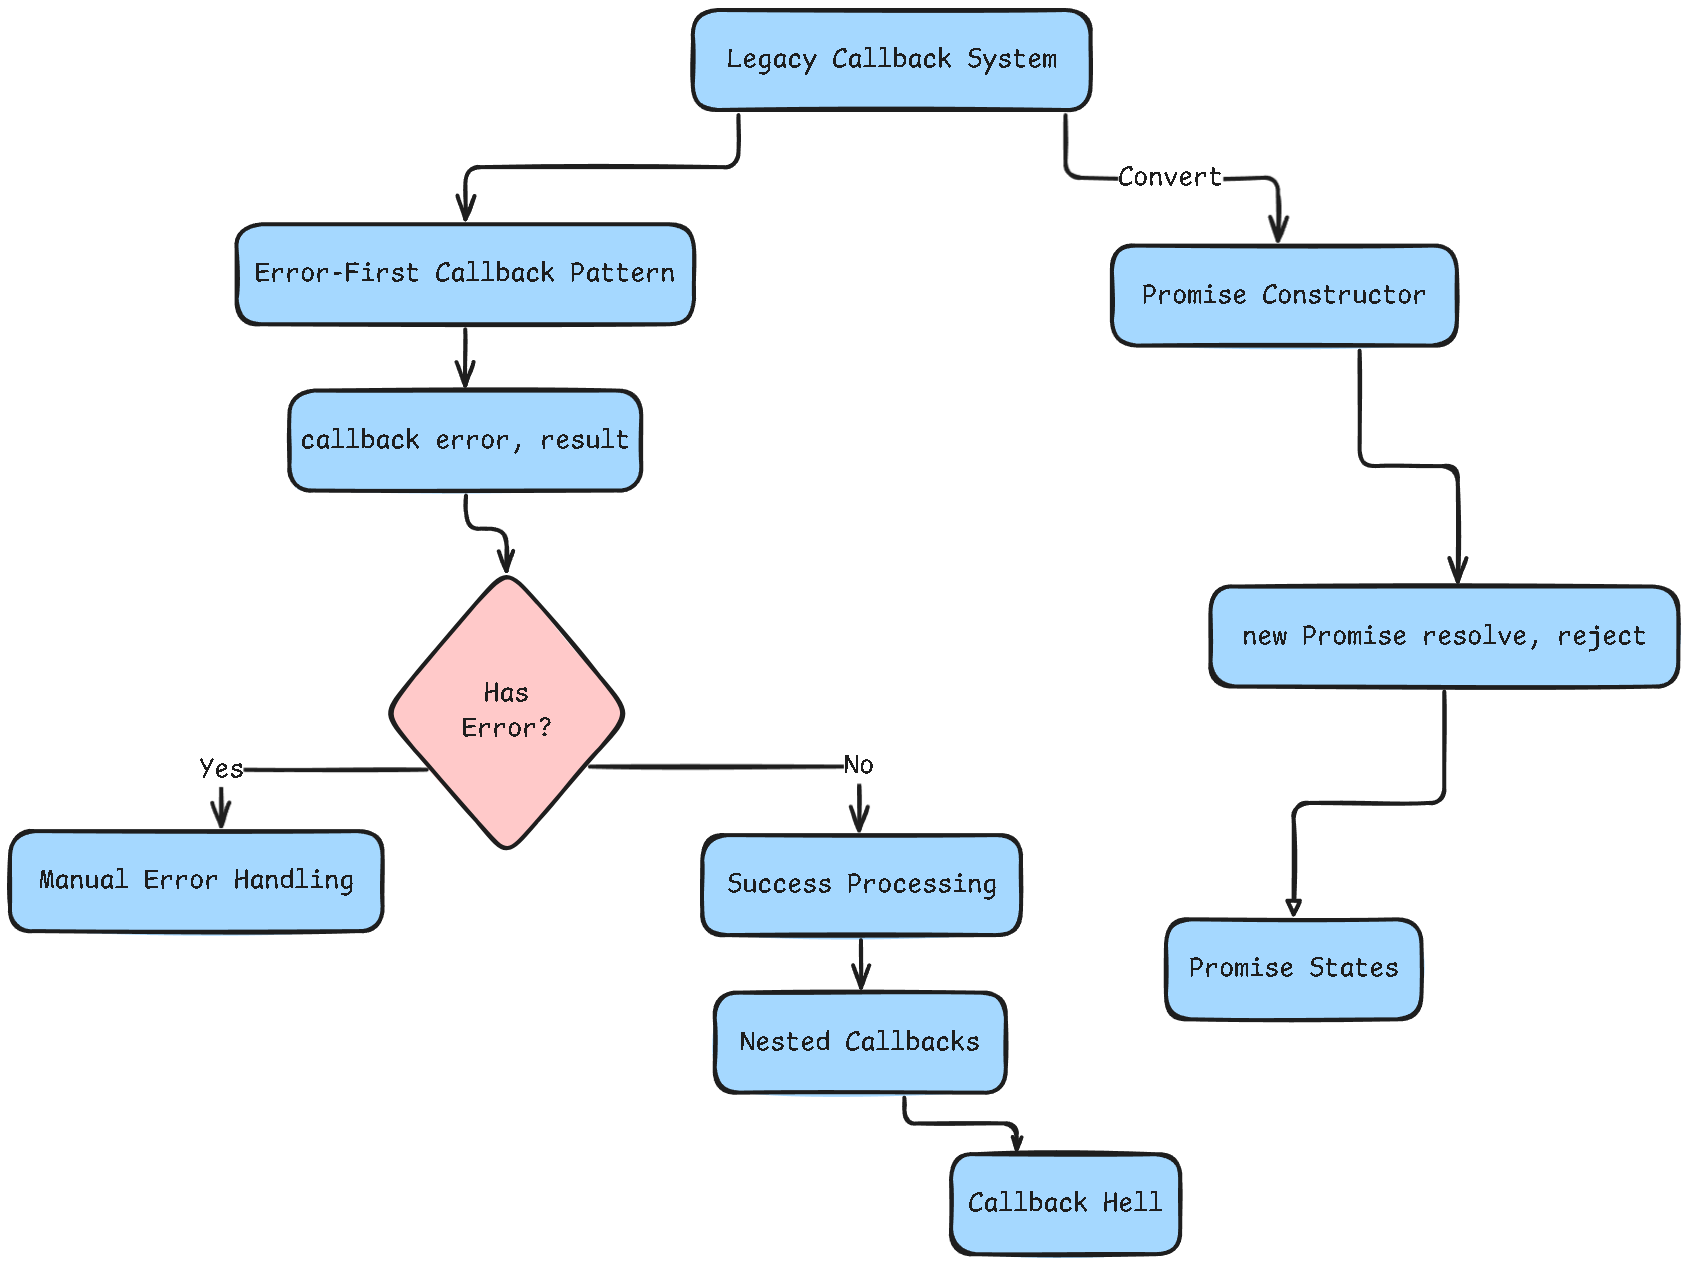 Legacy Callback System
Convert
Error-First Callback Pattern
Promise Constructor
callback error, result
new Promise resolve, reject
Has
Error?
Yes
No
Manual Error Handling
Success Processing
Promise States
Nested Callbacks
Callback Hell